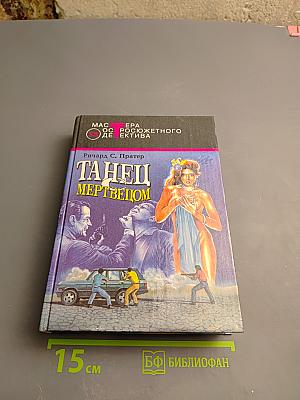 МАСТЕРА
ОСТРОСЮЖЕТНОГО
ДЕТЕКТИВА
Ричард С. Пратер
ТАНЕЦ
С
МЕРТВЕЦОМ
15 см
БФ БИБЛИОФАН